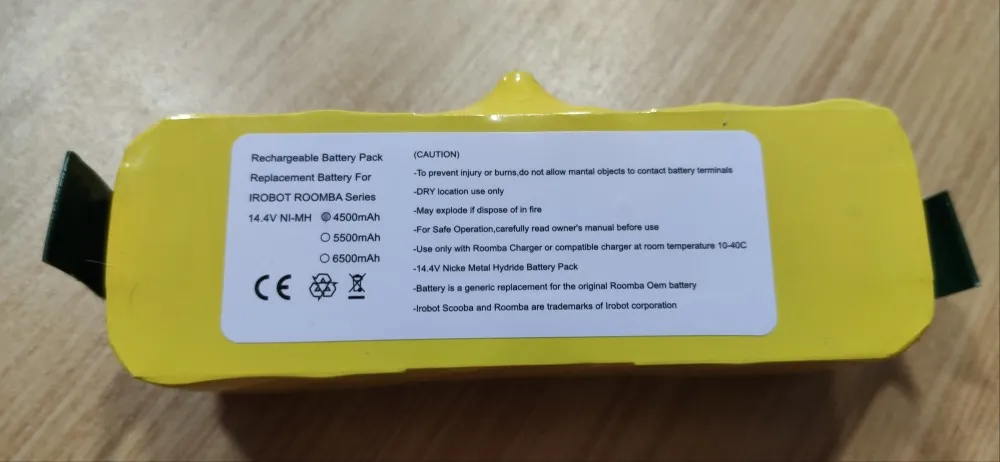 Rechargeable Battery Pack
Replacement Battery For
IROBOT ROOMBA Series
14.4V NI-MH 4500mAh
5500mAh
6500mAh
CE
(CAUTION)
-To prevent injury or burns,do not allow mantal objects to contact battery terminals
-DRY location use only
-May explode if dispose of in fire
-For Safe Operation,carefully read owner's manual before use
-Use only with Roomba Charger or compatible charger at room temperature 10-40C
-14.4V Nicke Metal Hydride Battery Pack
-Battery is a generic replacement for the original Roomba Oem battery
-Irobot Scooba and Roomba are trademarks of Irobot corporation